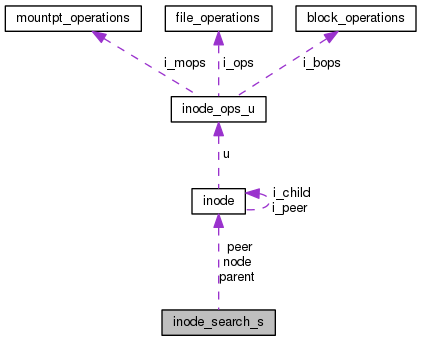 mountpt_operations file_operations block_operations
i_mops i_ops i_bops
inode_ops_u
u
inode
i_child
i_peer
peer
node
parent
inode_search_s